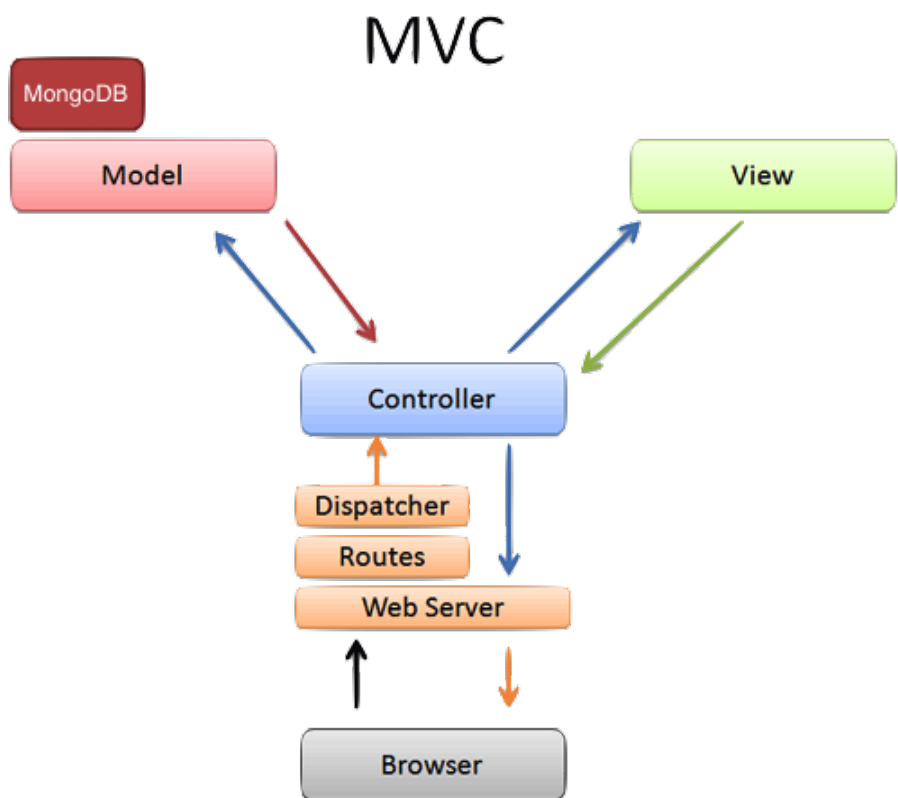 MVC
MongoDB
Model
View
Controller
Dispatcher
Routes
Web Server
Browser